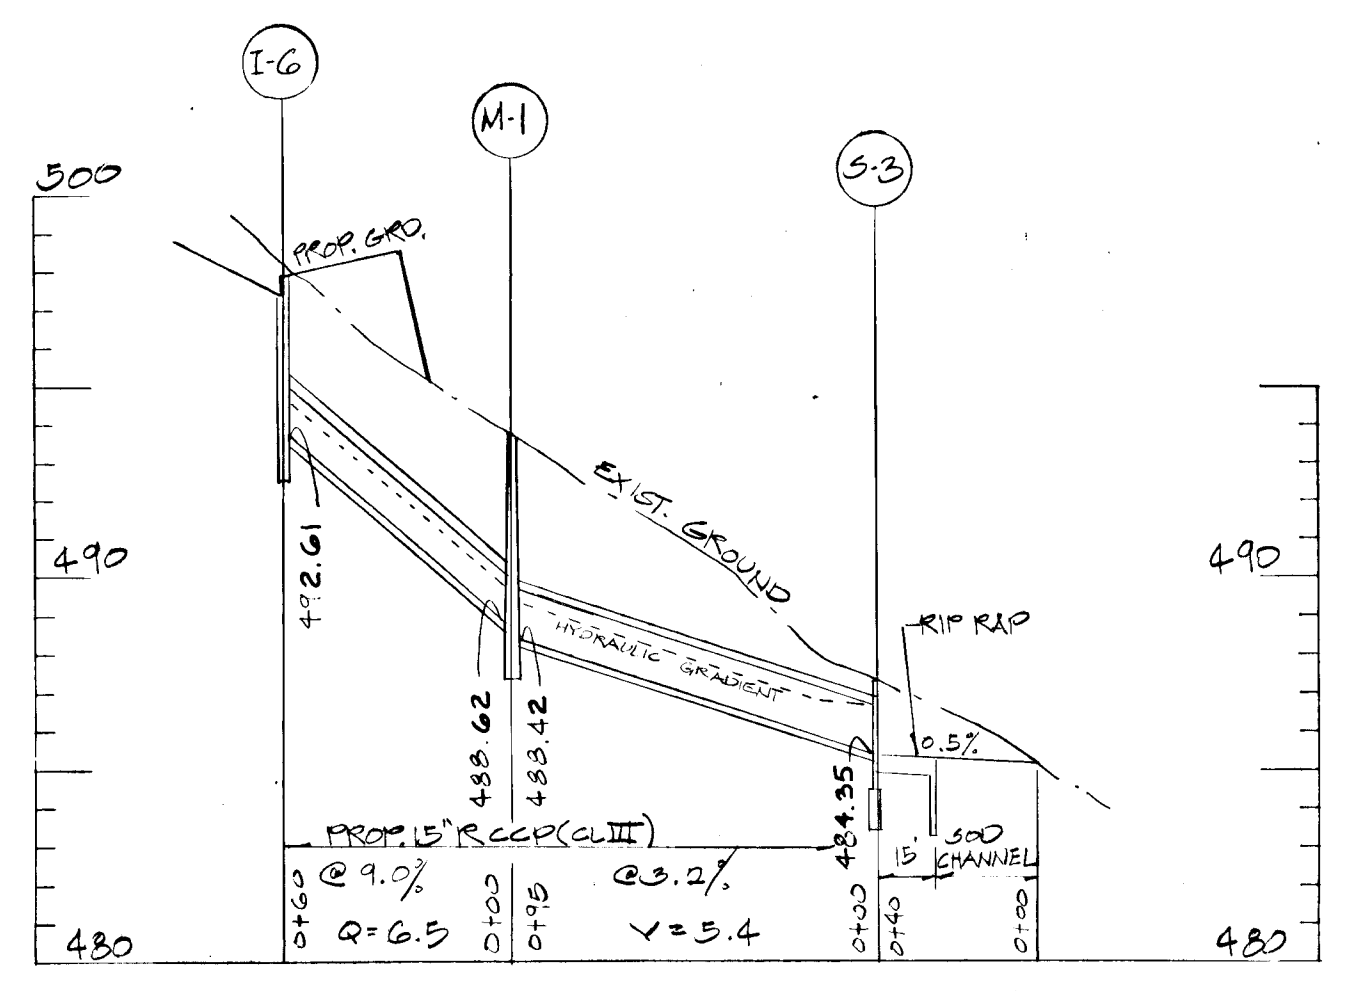 I-6
M-1
S-3
500
PROP. GRD.
EXIST. GROUND
490
490
492.61
RIP RAP
HYDRAULIC GRADIENT
0.5%
488.62
488.42
484.35
PROP. 15" RCCP (CL III)
15'
SOD
CHANNEL
@ 9.0%
@ 3.2%
0+60
0+00
0+95
0+00
0+40
0+00
Q = 6.5
V = 5.4
480
480